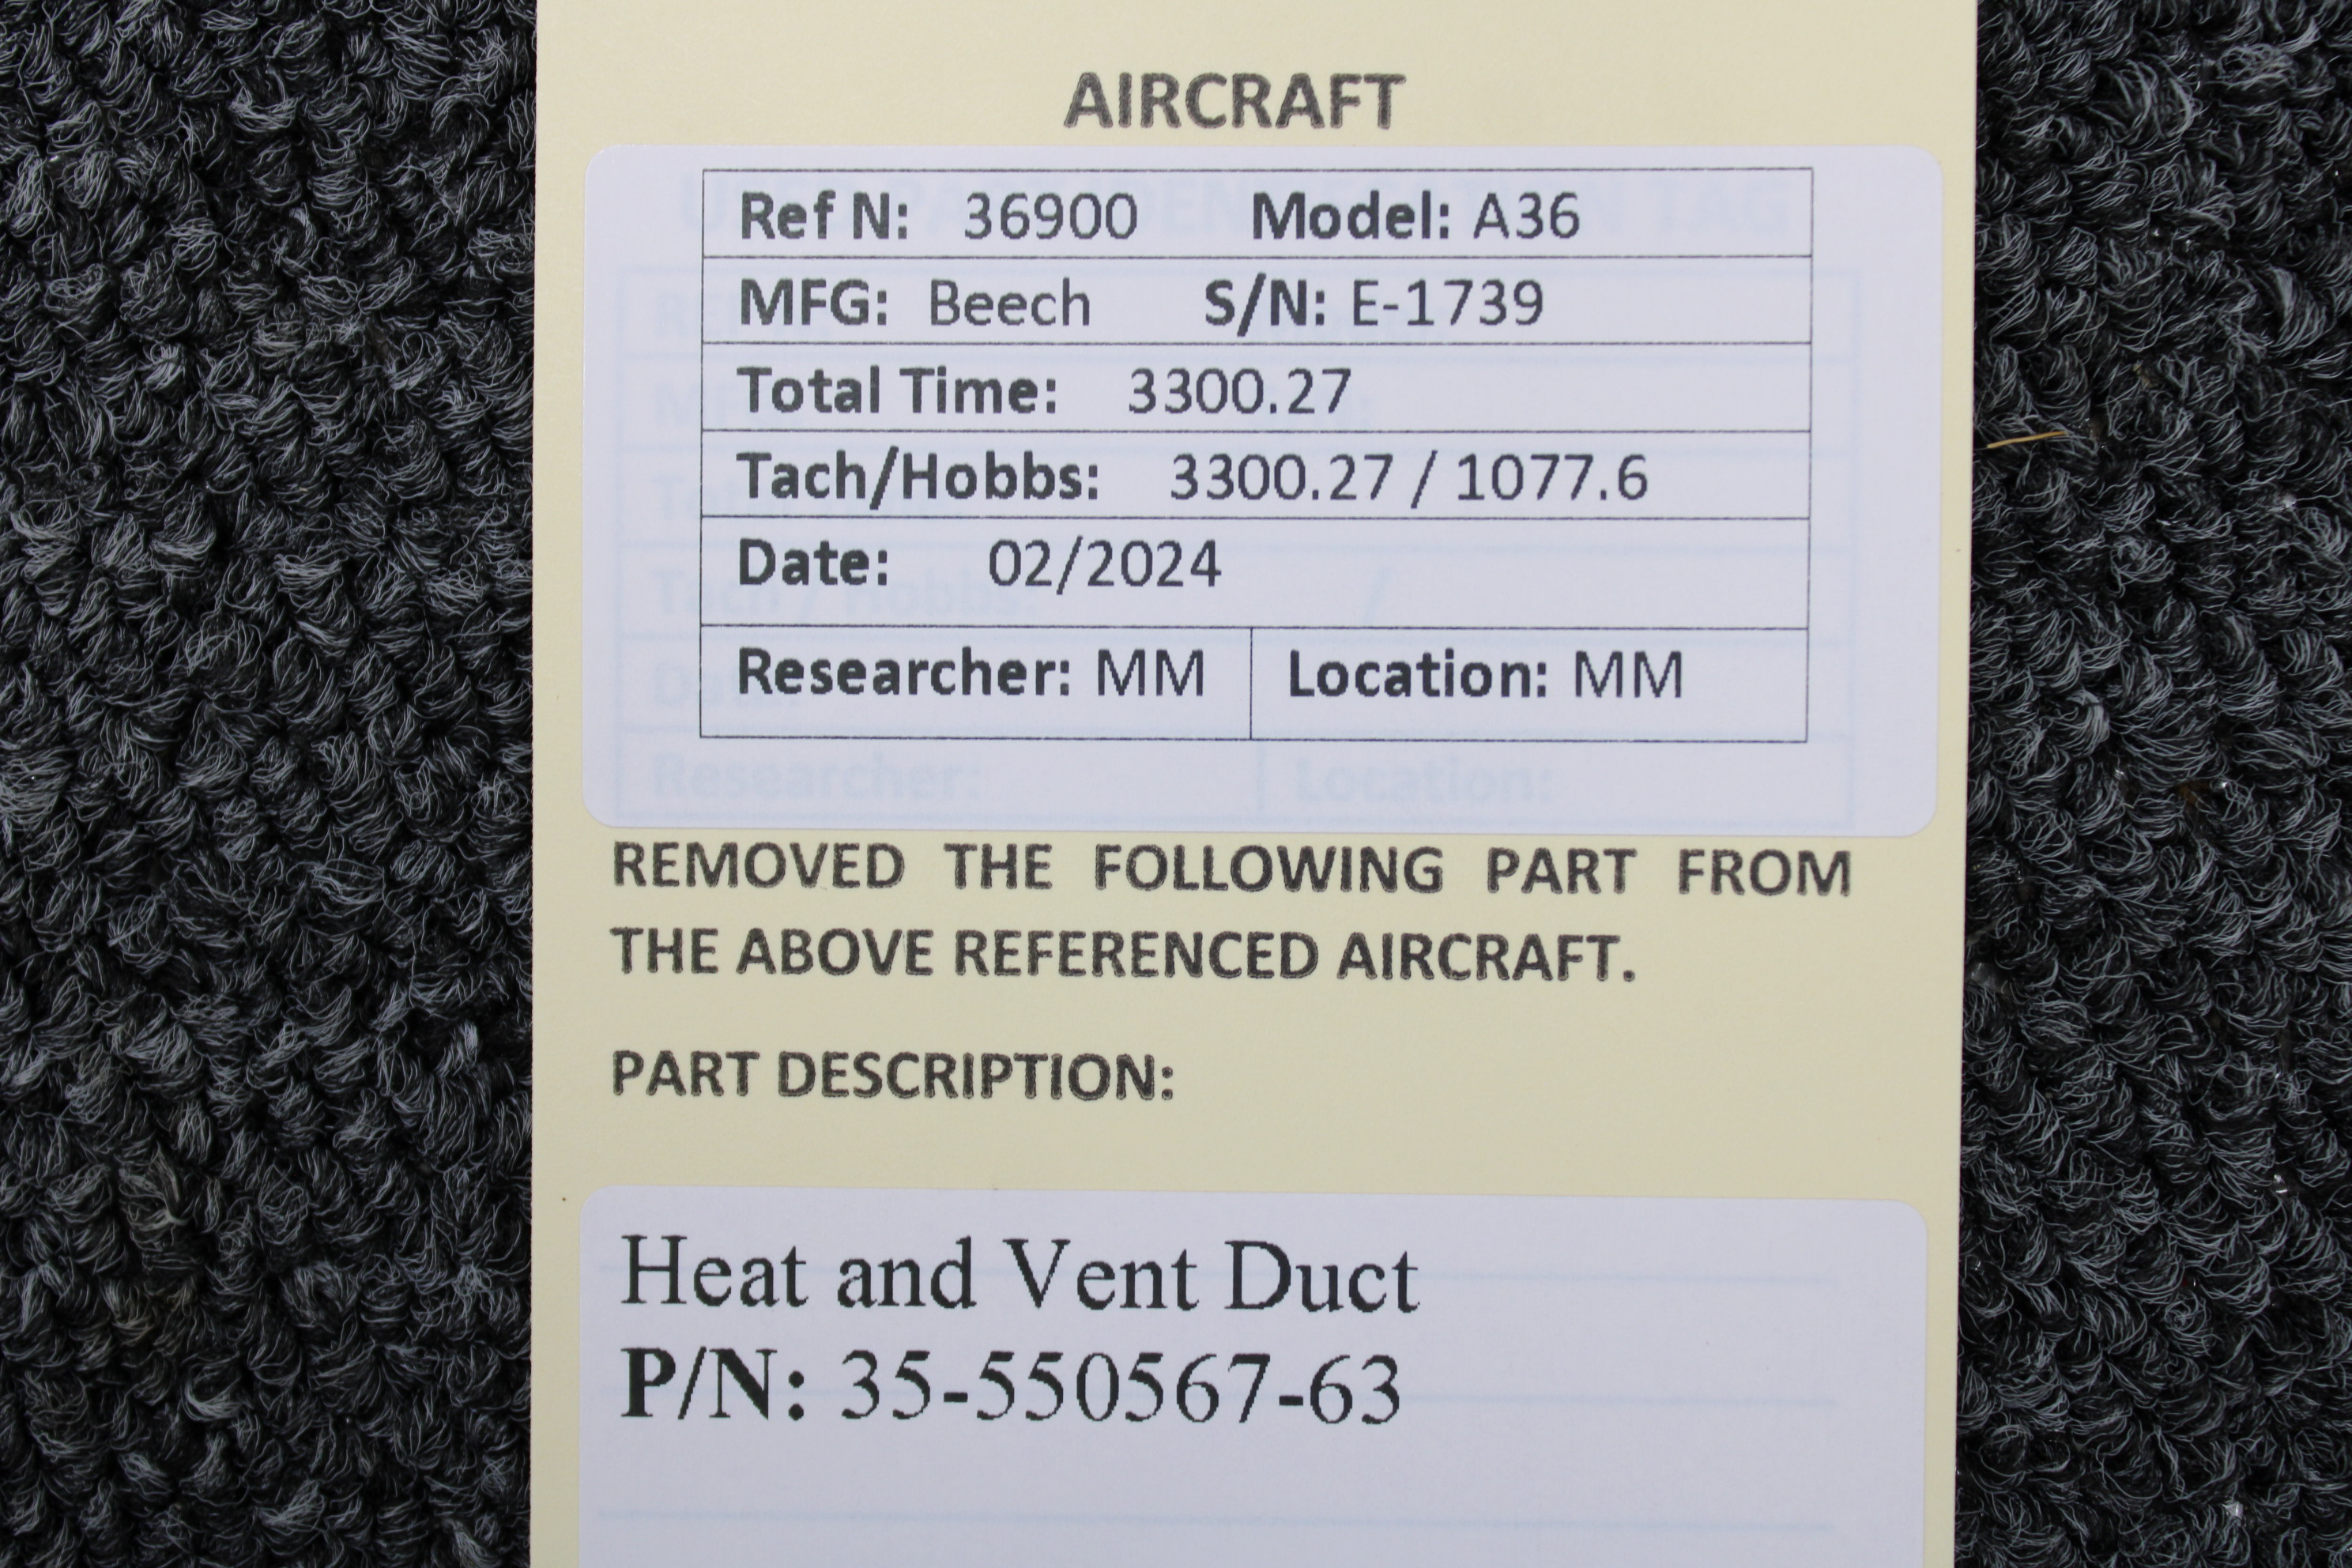 AIRCRAFT
Ref N: 36900 Model: A36
MFG: Beech S/N: E-1739
Total Time: 3300.27
Tach/Hobbs: 3300.27 / 1077.6
Date: 02/2024
Researcher: MM Location: MM
Researcher: Location:
REMOVED THE FOLLOWING PART FROM
THE ABOVE REFERENCED AIRCRAFT.
PART DESCRIPTION:
Heat and Vent Duct
P/N: 35-550567-63